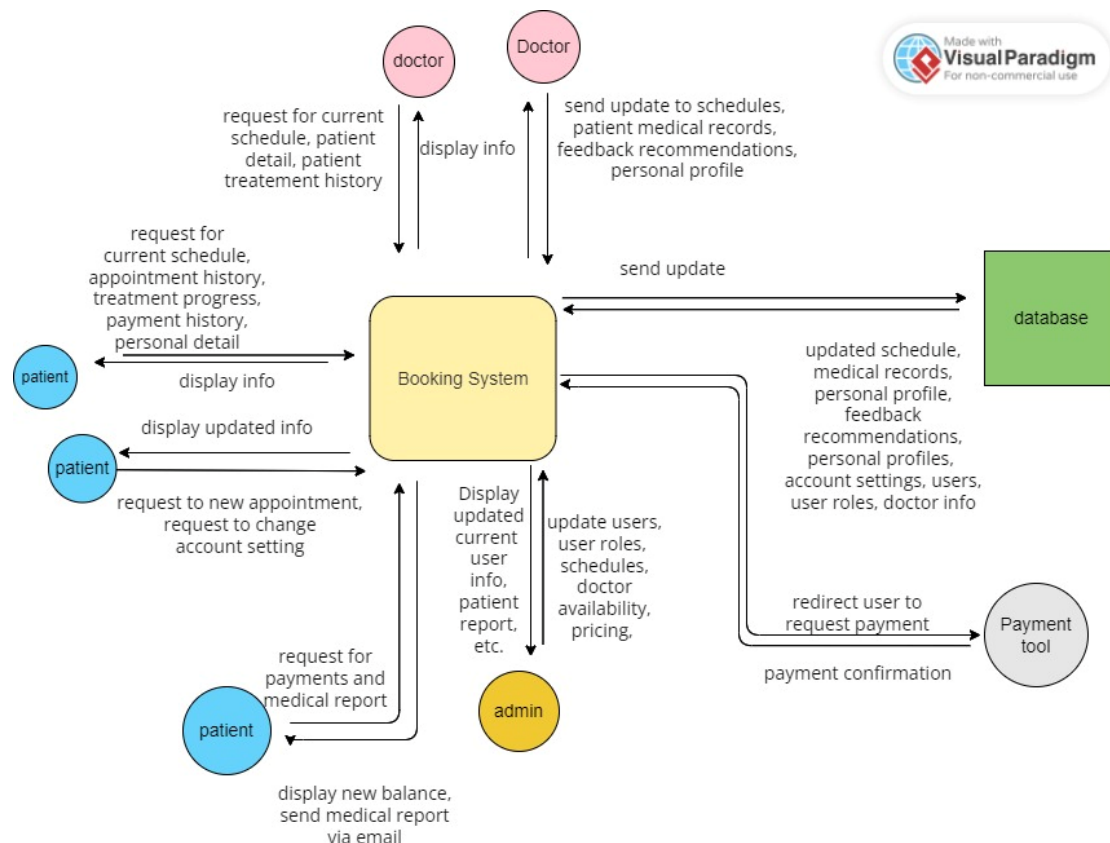 doctor
Doctor
Made with
Visual Paradigm
For non-commercial use
request for current
schedule, patient
detail, patient
treatement history
display info
send update to schedules,
patient medical records,
feedback recommendations,
personal profile
request for
current schedule,
appointment history,
treatment progress,
payment history,
personal detail
patient
display info
send update
database
Booking System
updated schedule,
medical records,
personal profile,
feedback
recommendations,
personal profiles,
account settings, users,
user roles, doctor info
display updated info
patient
request to new appointment,
request to change
account setting
Display
updated
current
user
info,
patient
report,
etc.
update users,
user roles,
schedules,
doctor
availability,
pricing,
redirect user to
request payment
Payment
tool
payment confirmation
request for
payments and
medical report
patient
admin
display new balance,
send medical report
via email